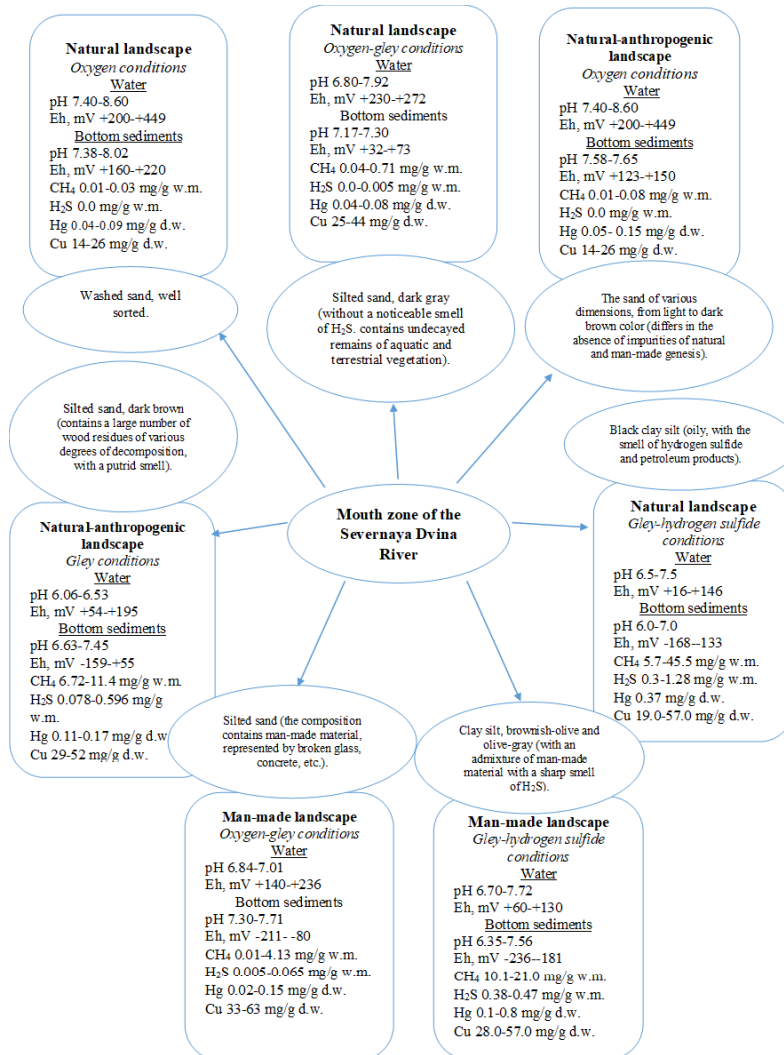 Natural landscape
Oxygen conditions
Water
pH 7.40-8.60
Eh, mV +200-+449
Bottom sediments
pH 7.38-8.02
Eh, mV +160-+220
CH₄ 0.01-0.03 mg/g w.m.
H₂S 0.0 mg/g w.m.
Hg 0.04-0.09 mg/g d.w.
Cu 14-26 mg/g d.w.
Washed sand, well
sorted.
Natural landscape
Oxygen-gley conditions
Water
pH 6.80-7.92
Eh, mV +230-+272
Bottom sediments
pH 7.17-7.30
Eh, mV +32-+73
CH₄ 0.04-0.71 mg/g w.m.
H₂S 0.0-0.005 mg/g w.m.
Hg 0.04-0.08 mg/g d.w.
Cu 25-44 mg/g d.w.
Silted sand, dark gray
(without a noticeable smell
of H₂S. contains undecayed
remains of aquatic and
terrestrial vegetation).
Natural-anthropogenic
landscape
Oxygen conditions
Water
pH 7.40-8.60
Eh, mV +200-+449
Bottom sediments
pH 7.58-7.65
Eh, mV +123-+150
CH₄ 0.01-0.08 mg/g w.m.
H₂S 0.0 mg/g w.m.
Hg 0.05- 0.15 mg/g d.w.
Cu 14-26 mg/g d.w.
The sand of various
dimensions, from light to dark
brown color (differs in the
absence of impurities of natural
and man-made genesis).
Silted sand, dark brown
(contains a large number of
wood residues of various
degrees of decomposition,
with a putrid smell).
Natural-anthropogenic
landscape
Gley conditions
Water
pH 6.06-6.53
Eh, mV +54-+195
Bottom sediments
pH 6.63-7.45
Eh, mV -159-+55
CH₄ 6.72-11.4 mg/g w.m.
H₂S 0.078-0.596 mg/g
w.m.
Hg 0.11-0.17 mg/g d.w
Cu 29-52 mg/g d.w.
Mouth zone of the
Severnaya Dvina
River
Black clay silt (oily, with the
smell of hydrogen sulfide
and petroleum products).
Natural landscape
Gley-hydrogen sulfide
conditions
Water
pH 6.5-7.5
Eh, mV +16-+146
Bottom sediments
pH 6.0-7.0
Eh, mV -168--133
CH₄ 5.7-45.5 mg/g w.m.
H₂S 0.3-1.28 mg/g w.m.
Hg 0.37 mg/g d.w.
Cu 19.0-57.0 mg/g d.w.
Silted sand (the composition
contains man-made material,
represented by broken glass,
concrete, etc.).
Man-made landscape
Oxygen-gley conditions
Water
pH 6.84-7.01
Eh, mV +140-+236
Bottom sediments
pH 7.30-7.71
Eh, mV -211- -80
CH₄ 0.01-4.13 mg/g w.m.
H₂S 0.005-0.065 mg/g w.m.
Hg 0.02-0.15 mg/g d.w.
Cu 33-63 mg/g d.w.
Clay silt, brownish-olive and
olive-gray (with an
admixture of man-made
material with a sharp smell
of H₂S).
Man-made landscape
Gley-hydrogen sulfide
conditions
Water
pH 6.70-7.72
Eh, mV +60-+130
Bottom sediments
pH 6.35-7.56
Eh, mV -236--181
CH₄ 10.1-21.0 mg/g w.m.
H₂S 0.38-0.47 mg/g w.m.
Hg 0.1-0.8 mg/g d.w.
Cu 28.0-57.0 mg/g d.w.